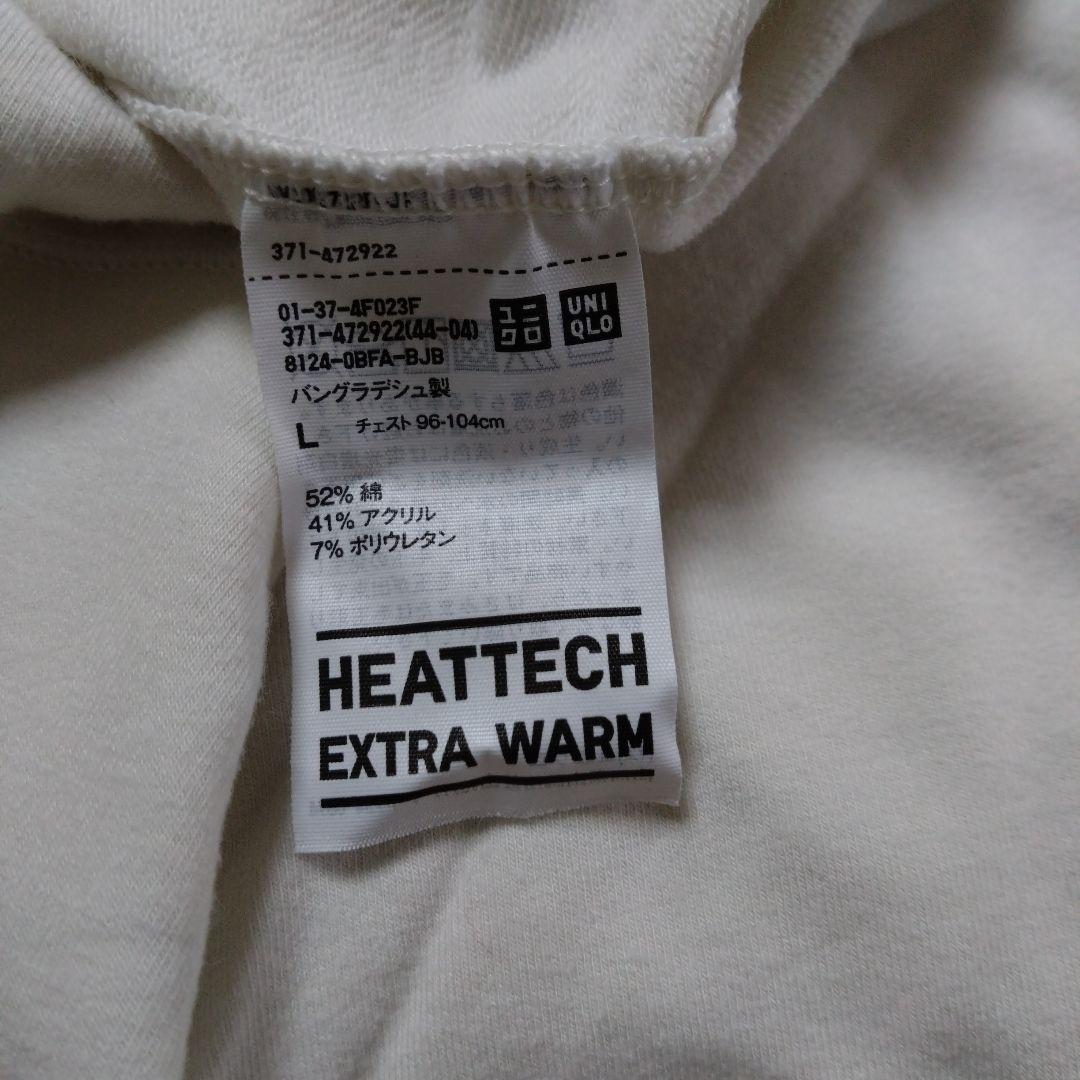 371-472922
01-37-4F023F
371-472922(44-04)
8124-0BFA-BJB
ユニ
クロ
UNI
QLO
バングラデシュ製
L チェスト 96-104cm
52% 綿
41% アクリル
7% ポリウレタン
HEATTECH
EXTRA WARM